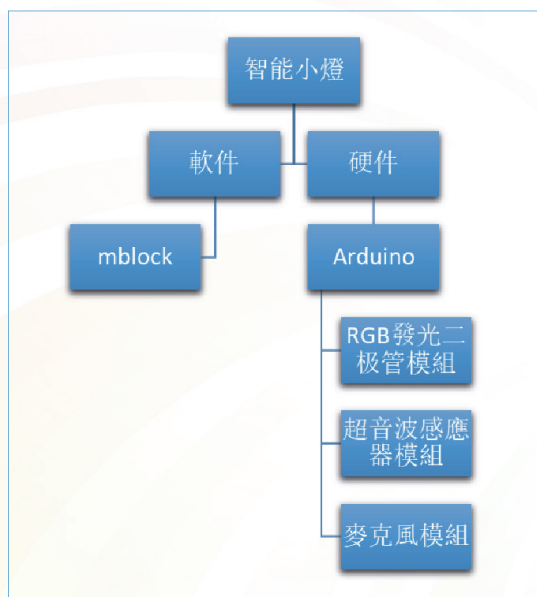 智能小燈
軟件
硬件
mblock
Arduino
RGB發光二
极管模組
超音波感應
器模組
麥克風模組